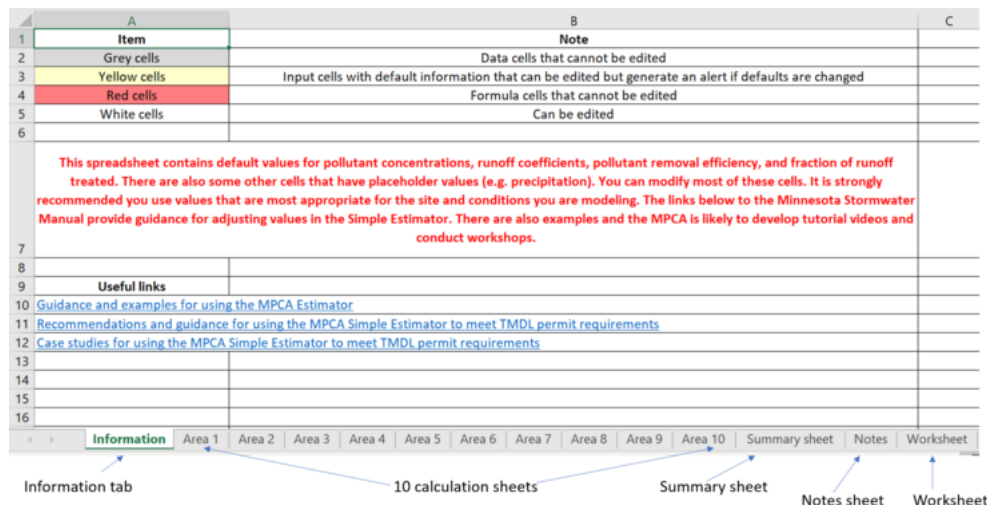 A B C
1 Item Note
2 Grey cells Data cells that cannot be edited
3 Yellow cells Input cells with default information that can be edited but generate an alert if defaults are changed
4 Red cells Formula cells that cannot be edited
5 White cells Can be edited
6
This spreadsheet contains default values for pollutant concentrations, runoff coefficients, pollutant removal efficiency, and fraction of runoff
treated. There are also some other cells that have placeholder values (e.g. precipitation). You can modify most of these cells. It is strongly
recommended you use values that are most appropriate for the site and conditions you are modeling. The links below to the Minnesota Stormwater
Manual provide guidance for adjusting values in the Simple Estimator. There are also examples and the MPCA is likely to develop tutorial videos and
7 conduct workshops.
8
9 Useful links
10 Guidance and examples for using the MPCA Estimator
11 Recommendations and guidance for using the MPCA Simple Estimator to meet TMDL permit requirements
12 Case studies for using the MPCA Simple Estimator to meet TMDL permit requirements
13
14
15
16
Information Area 1 Area 2 Area 3 Area 4 Area 5 Area 6 Area 7 Area 8 Area 9 Area 10 Summary sheet Notes Worksheet
Information tab 10 calculation sheets Summary sheet Notes sheet Worksheet